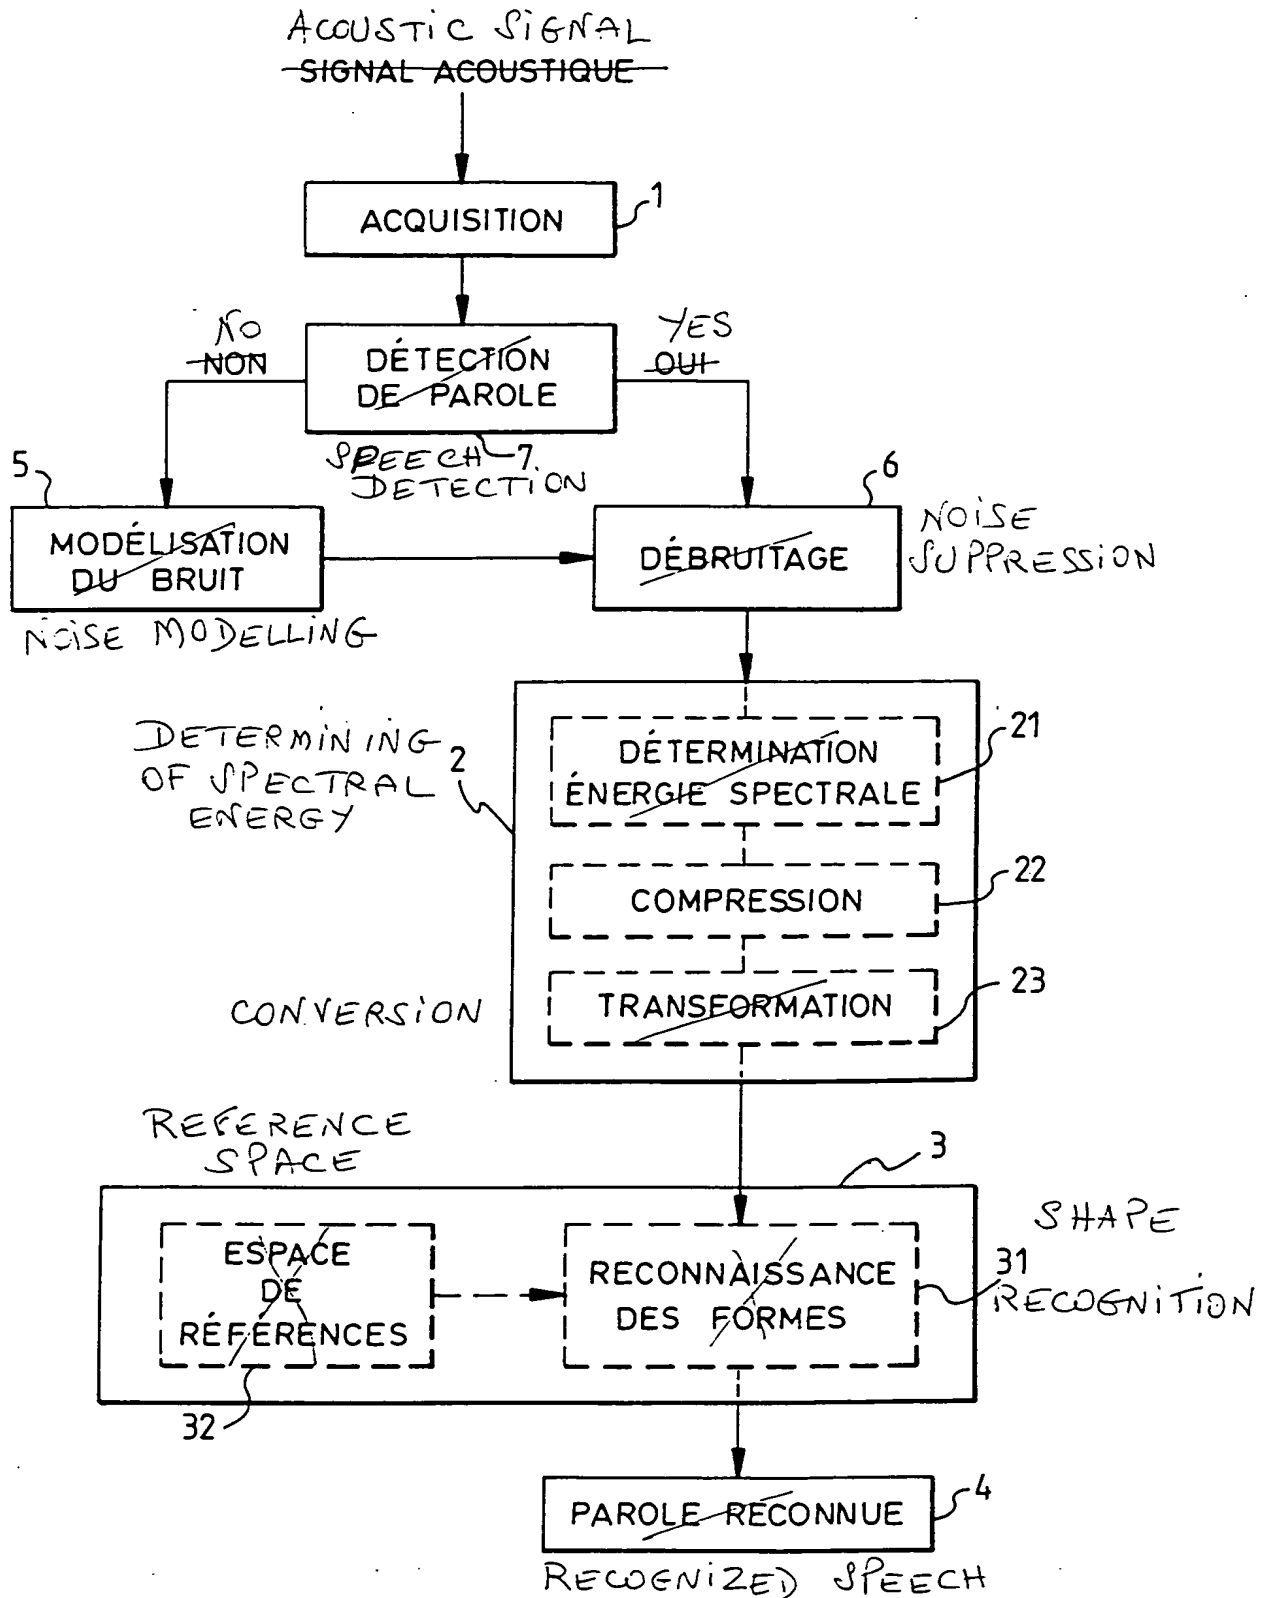 ACOUSTIC SIGNAL
SIGNAL ACOUSTIQUE
ACQUISITION
1
NO
NON
DÉTECTION
DE PAROLE
YES
OUI
SPEECH 7
DETECTION
5
MODÉLISATION
DU BRUIT
NOISE MODELLING
6
DÉBRUITAGE
NOISE
SUPPRESSION
DETERMINING
OF SPECTRAL
ENERGY
2
DÉTERMINATION
ÉNERGIE SPECTRALE
21
COMPRESSION
22
CONVERSION
TRANSFORMATION
23
REFERENCE
SPACE
3
ESPACE
DE
RÉFÉRENCES
32
RECONNAISSANCE
DES FORMES
SHAPE
31
RECOGNITION
PAROLE RECONNUE
4
RECOGNIZED SPEECH